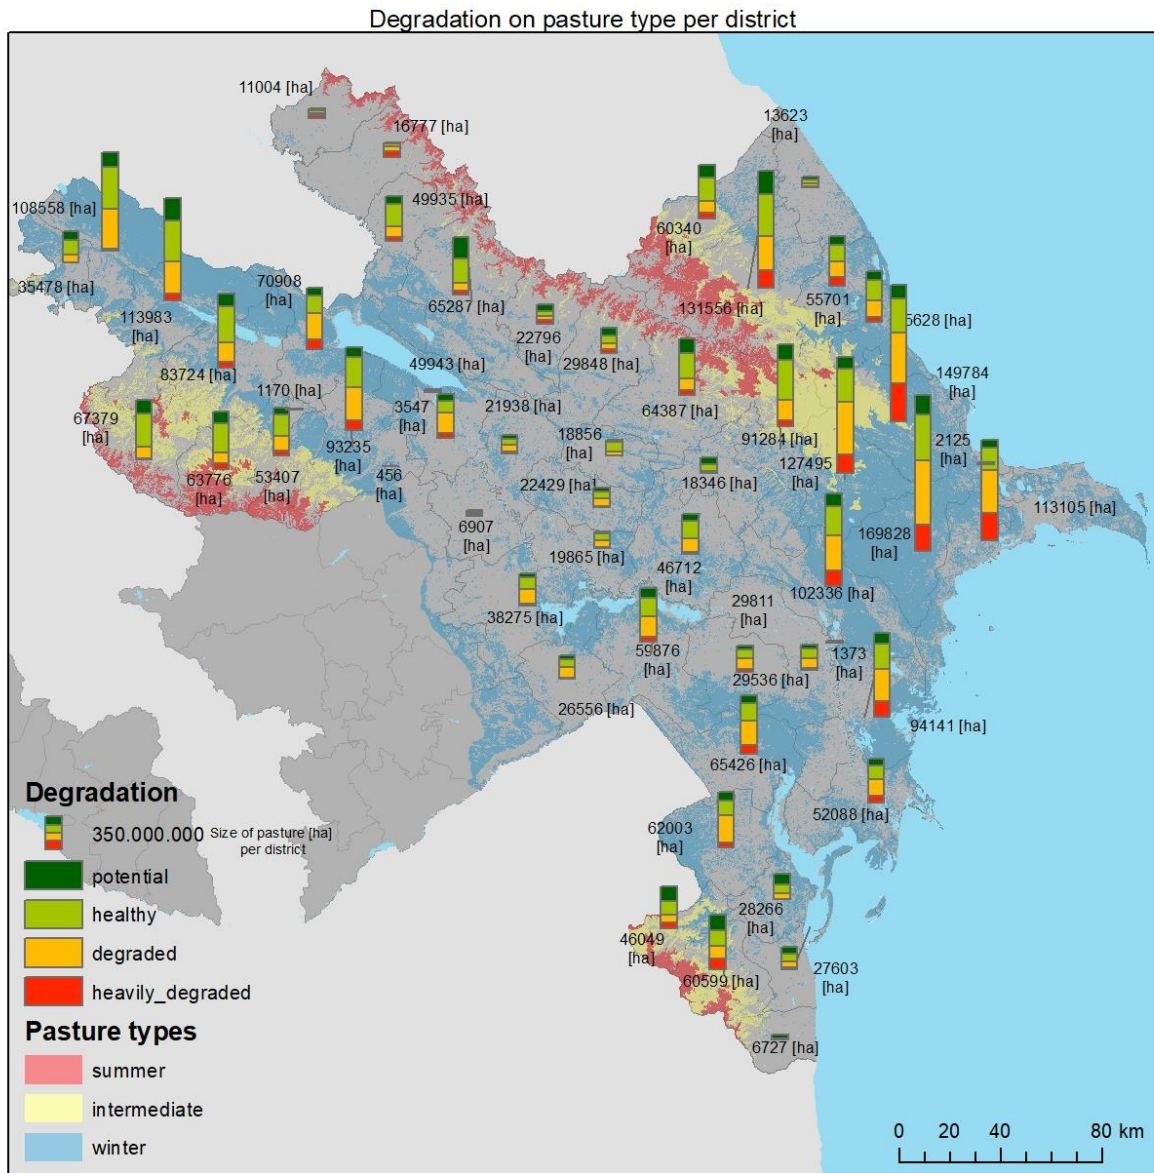 Degradation on pasture type per district
11004 [ha]
16777 [ha]
13623
[ha]
108558 [ha]
49935 [ha]
60340
[ha]
35478 [ha]
70908
[ha]
65287 [ha]
131556 [ha]
55701
[ha]
113983
[ha]
22796
[ha]
29848 [ha]
5628 [ha]
83724 [ha]
1170 [ha]
49943 [ha]
149784
[ha]
67379
[ha]
3547
[ha]
21938 [ha]
64387 [ha]
91284 [ha]
2125
[ha]
63776
[ha]
53407
[ha]
93235
[ha]
456
[ha]
18856
[ha]
18346 [ha]
127495
[ha]
22429 [ha]
113105 [ha]
6907
[ha]
19865 [ha]
46712
[ha]
169828
[ha]
102336 [ha]
38275 [ha]
29811
[ha]
59876
[ha]
29536 [ha]
1373
[ha]
26556 [ha]
94141 [ha]
65426 [ha]
52088 [ha]
62003
[ha]
28266
[ha]
46049
[ha]
60599 [ha]
27603
[ha]
6727 [ha]
Degradation
350.000.000 Size of pasture [ha]
per district
potential
healthy
degraded
heavily_degraded
Pasture types
summer
intermediate
winter
0 20 40 80 km